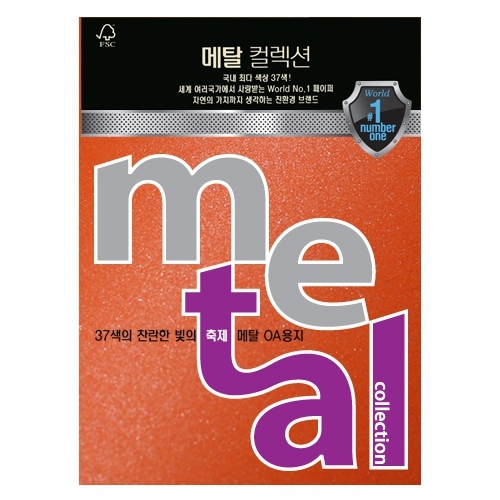 FSC
메탈 컬렉션
국내 최다 색상 37색!
세계 여러국가에서 사랑받는 World No.1 페이퍼
자연의 가치까지 생각하는 친환경 브랜드
World
#1
number
one
metal
collection
37색의 찬란한 빛의 축제 메탈 OA용지